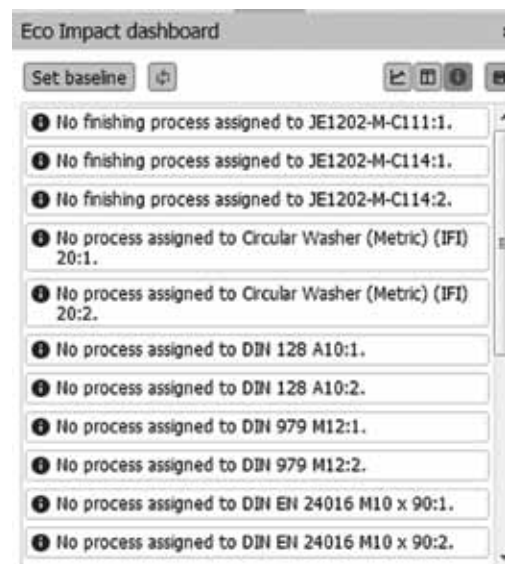 Eco Impact dashboard
Set baseline
No finishing process assigned to JE1202-M-C111:1.
No finishing process assigned to JE1202-M-C114:1.
No finishing process assigned to JE1202-M-C114:2.
No process assigned to Circular Washer (Metric) (IFI)
20:1.
No process assigned to Circular Washer (Metric) (IFI)
20:2.
No process assigned to DIN 128 A10:1.
No process assigned to DIN 128 A10:2.
No process assigned to DIN 979 M12:1.
No process assigned to DIN 979 M12:2.
No process assigned to DIN EN 24016 M10 x 90:1.
No process assigned to DIN EN 24016 M10 x 90:2.